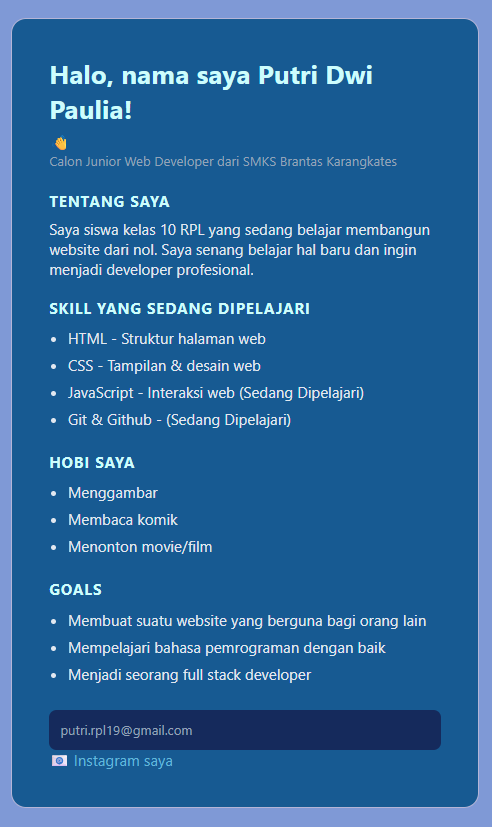 Halo, nama saya Putri Dwi
Paulia!
👋
Calon Junior Web Developer dari SMKS Brantas Karangkates
TENTANG SAYA
Saya siswa kelas 10 RPL yang sedang belajar membangun
website dari nol. Saya senang belajar hal baru dan ingin
menjadi developer profesional.
SKILL YANG SEDANG DIPELAJARI
• HTML - Struktur halaman web
• CSS - Tampilan & desain web
• JavaScript - Interaksi web (Sedang Dipelajari)
• Git & Github - (Sedang Dipelajari)
HOBI SAYA
• Menggambar
• Membaca komik
• Menonton movie/film
GOALS
• Membuat suatu website yang berguna bagi orang lain
• Mempelajari bahasa pemrograman dengan baik
• Menjadi seorang full stack developer
putri.rpl19@gmail.com
📧 Instagram saya